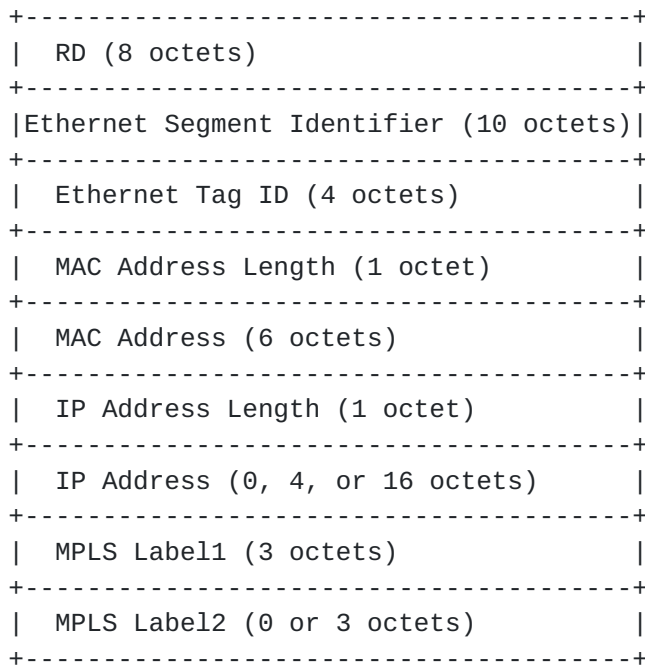 +---------------------------------------+
|  RD (8 octets)                        |
+---------------------------------------+
|Ethernet Segment Identifier (10 octets)|
+---------------------------------------+
|  Ethernet Tag ID (4 octets)           |
+---------------------------------------+
|  MAC Address Length (1 octet)         |
+---------------------------------------+
|  MAC Address (6 octets)               |
+---------------------------------------+
|  IP Address Length (1 octet)          |
+---------------------------------------+
|  IP Address (0, 4, or 16 octets)      |
+---------------------------------------+
|  MPLS Label1 (3 octets)               |
+---------------------------------------+
|  MPLS Label2 (0 or 3 octets)          |
+---------------------------------------+